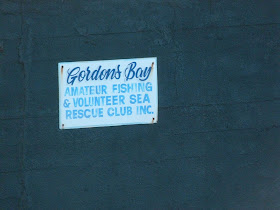 Gordons Bay
AMATEUR FISHING
& VOLUNTEER SEA
RESCUE CLUB INC.